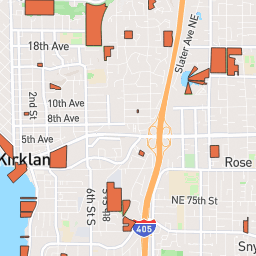 18th Ave
Slater Ave NE
2nd St
10th Ave
8th Ave
5th Ave
Kirklan
Rose
6th St S
8th St S
NE 75th St
405
Sny